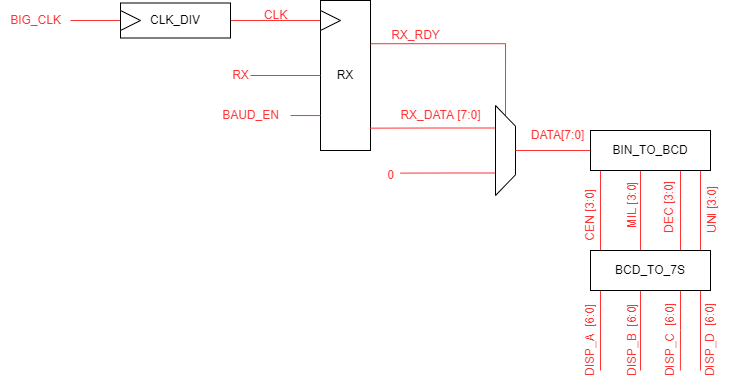 BIG_CLK
CLK_DIV
CLK
RX_RDY
RX
RX
BAUD_EN
RX_DATA [7:0]
0
DATA[7:0]
BIN_TO_BCD
CEN [3:0]
MIL [3:0]
DEC [3:0]
UNI [3:0]
BCD_TO_7S
DISP_A [6:0]
DISP_B [6:0]
DISP_C [6:0]
DISP_D [6:0]